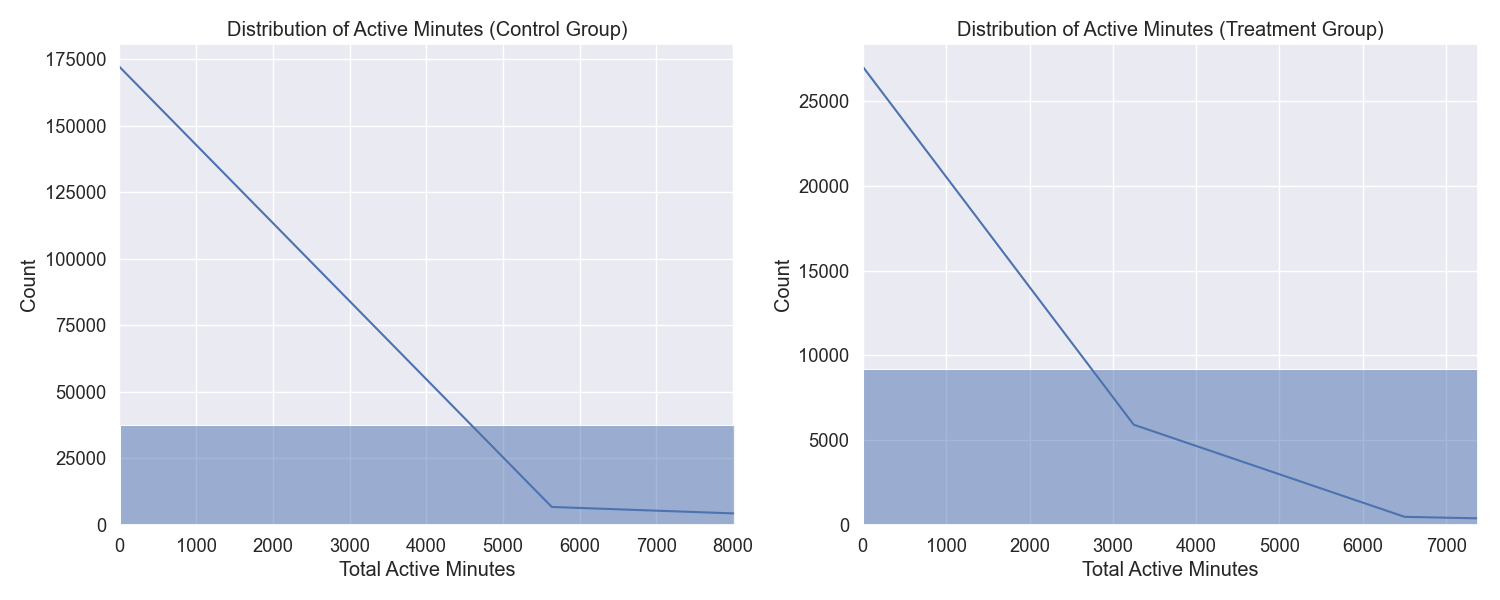 Distribution of Active Minutes (Control Group)
175000
150000
125000
100000
75000
50000
25000
0
Count
0 1000 2000 3000 4000 5000 6000 7000 8000
Total Active Minutes
Distribution of Active Minutes (Treatment Group)
25000
20000
15000
10000
5000
0
Count
0 1000 2000 3000 4000 5000 6000 7000
Total Active Minutes